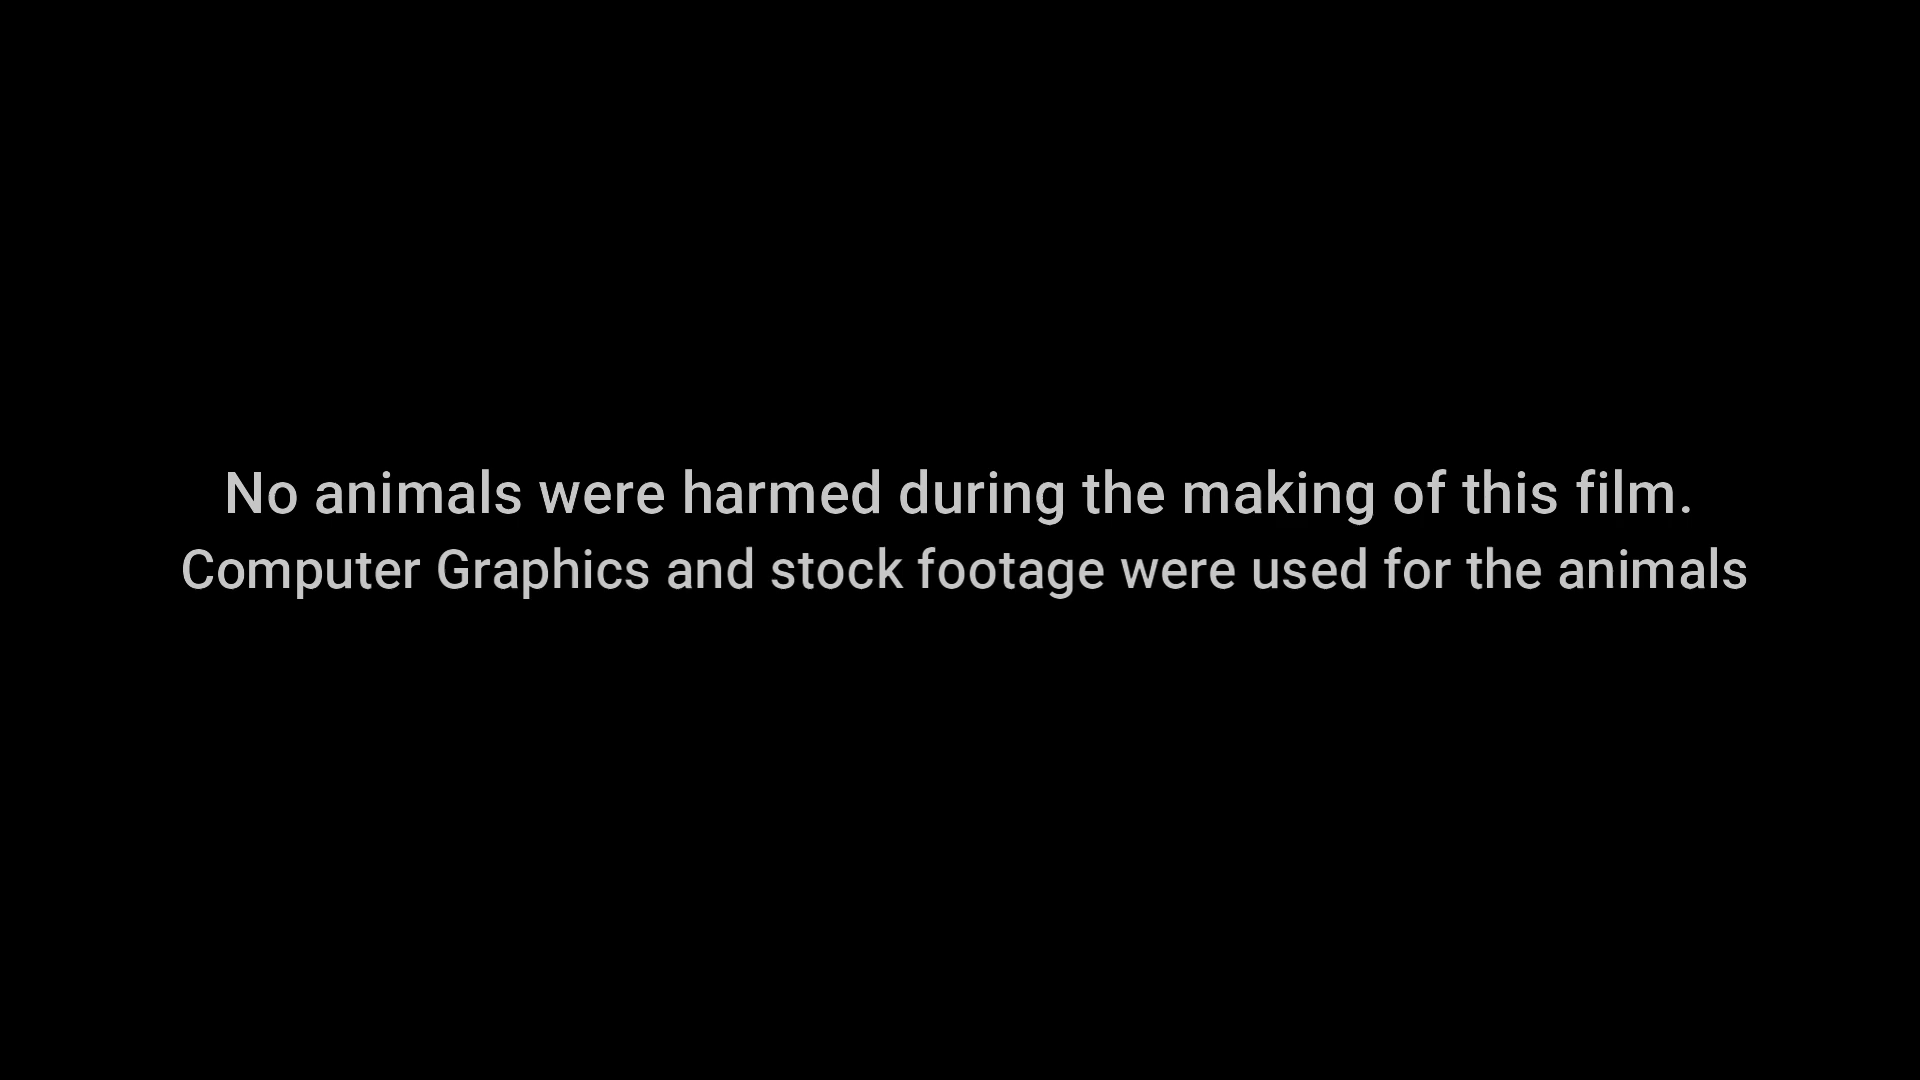 No animals were harmed during the making of this film.
Computer Graphics and stock footage were used for the animals